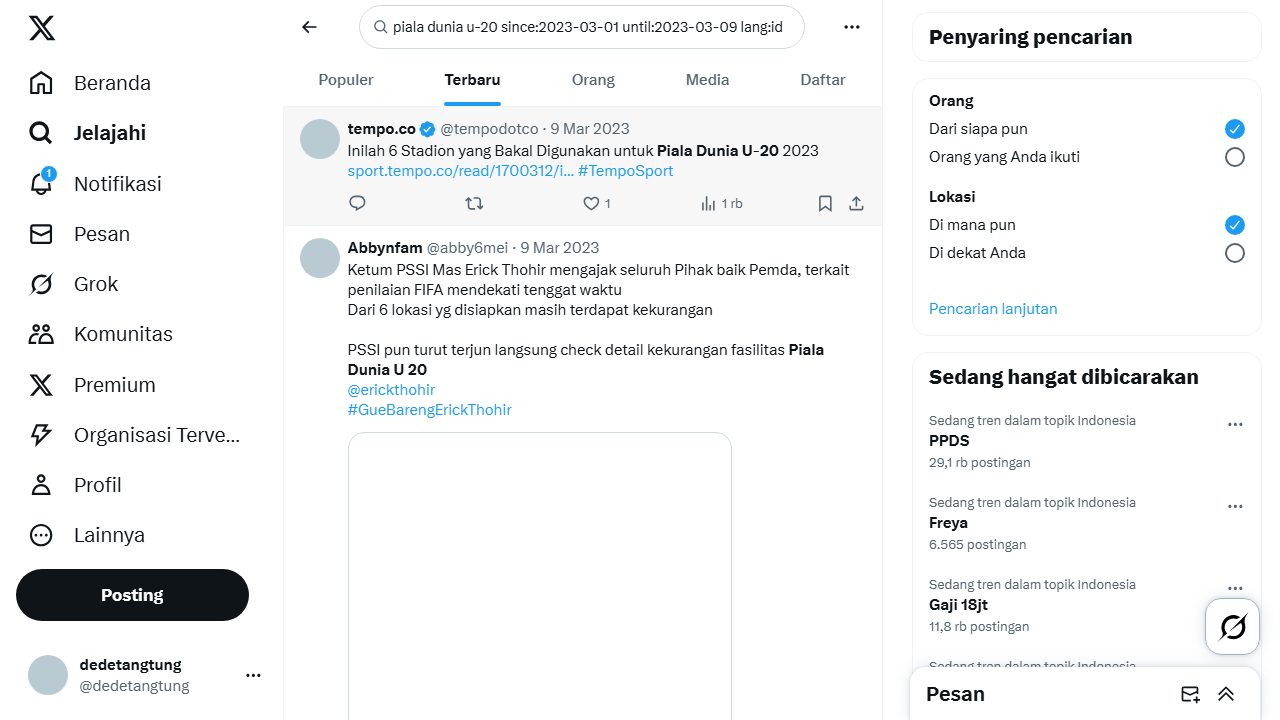 Beranda
Jelajahi
1
Notifikasi
Pesan
Grok
Komunitas
Premium
Organisasi Terve...
Profil
Lainnya
Posting
dedetangtung
@dedetangtung
piala dunia u-20 since:2023-03-01 until:2023-03-09 lang:id
Populer
Terbaru
Orang
Media
Daftar
tempo.co @tempodotco · 9 Mar 2023
Inilah 6 Stadion yang Bakal Digunakan untuk Piala Dunia U-20 2023
sport.tempo.co/read/1700312/i... #TempoSport
1
1 rb
Abbynfam @abby6mei · 9 Mar 2023
Ketum PSSI Mas Erick Thohir mengajak seluruh Pihak baik Pemda, terkait
penilaian FIFA mendekati tenggat waktu
Dari 6 lokasi yg disiapkan masih terdapat kekurangan
PSSI pun turut terjun langsung check detail kekurangan fasilitas Piala
Dunia U 20
@erickthohir
#GueBarengErickThohir
Penyaring pencarian
Orang
Dari siapa pun
Orang yang Anda ikuti
Lokasi
Di mana pun
Di dekat Anda
Pencarian lanjutan
Sedang hangat dibicarakan
Sedang tren dalam topik Indonesia
PPDS
29,1 rb postingan
Sedang tren dalam topik Indonesia
Freya
6.565 postingan
Sedang tren dalam topik Indonesia
Gaji 18jt
11,8 rb postingan
Sedang tren dalam topik Indonesia
Pesan